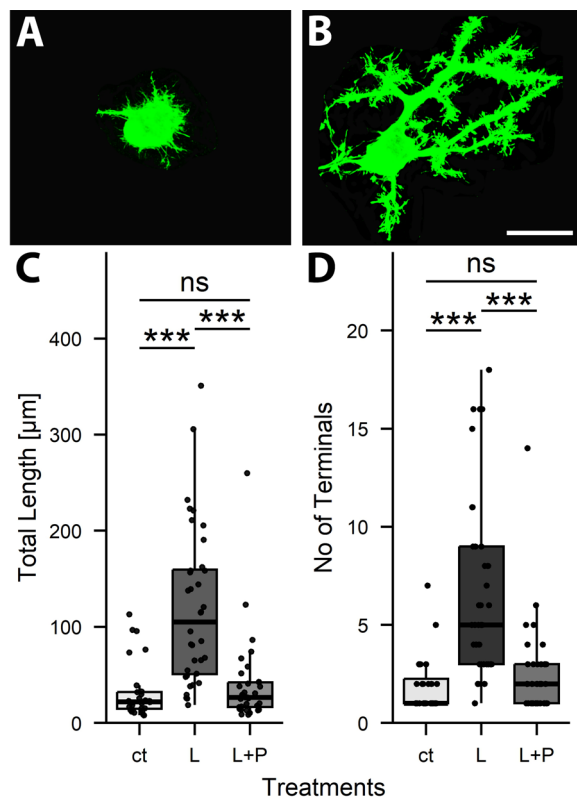 A
B
C
ns
***
***
Total Length [µm]
400
300
200
100
0
ct
L
L+P
D
ns
***
***
No of Terminals
20
15
10
5
0
ct
L
L+P
Treatments